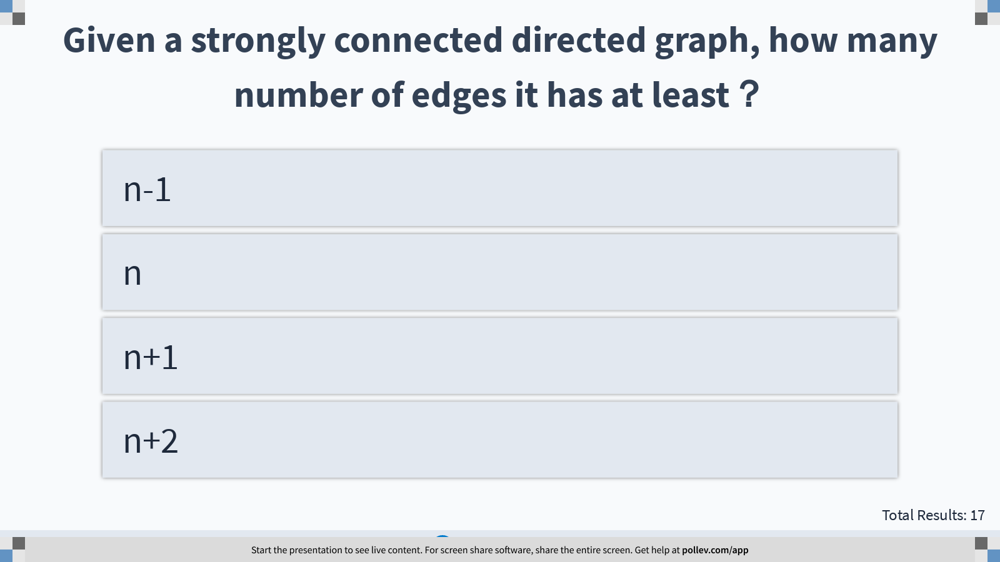 Given a strongly connected directed graph, how many
number of edges it has at least？
n-1
n
n+1
n+2
Total Results: 17
Start the presentation to see live content. For screen share software, share the entire screen. Get help at pollev.com/app